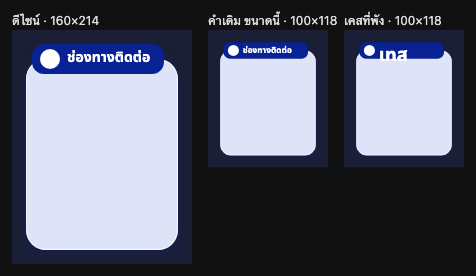 ดีไซน์ · 160×214
ช่องทางติดต่อ
คำเดิม ขนาดนี้ · 100×118
ช่องทางติดต่อ
เคสที่พัง · 100×118
เทส